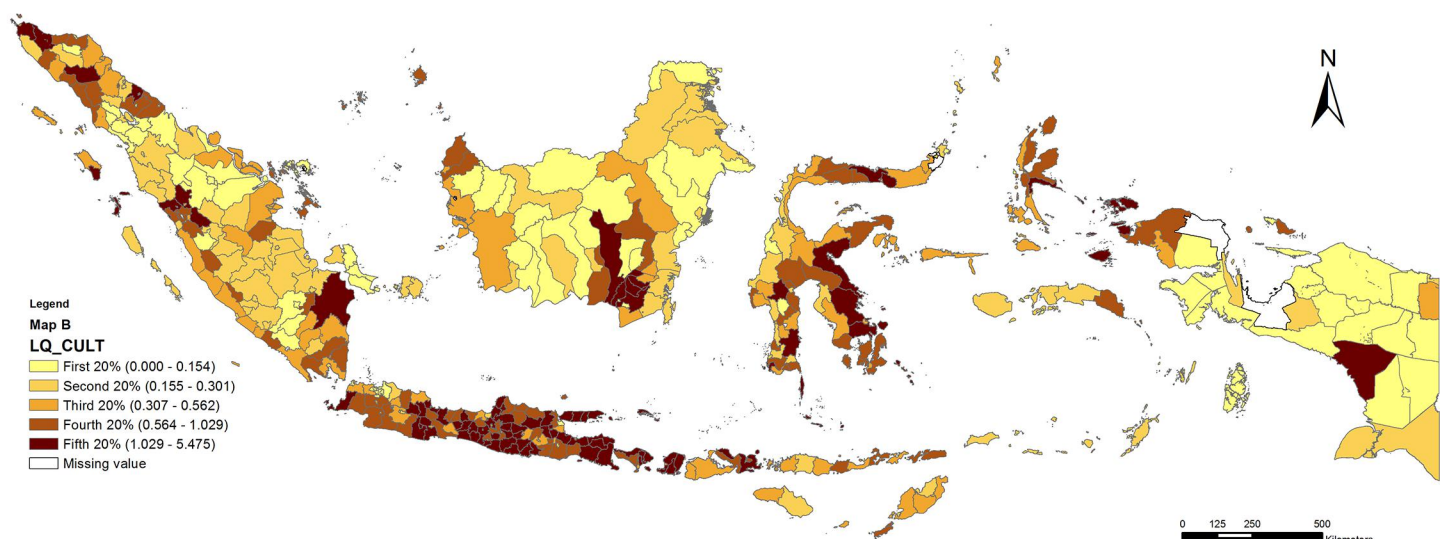 N
Legend
Map B
LQ_CULT
First 20% (0.000 - 0.154)
Second 20% (0.155 - 0.301)
Third 20% (0.307 - 0.562)
Fourth 20% (0.564 - 1.029)
Fifth 20% (1.029 - 5.475)
Missing value
0 125 250 500
Kilometers